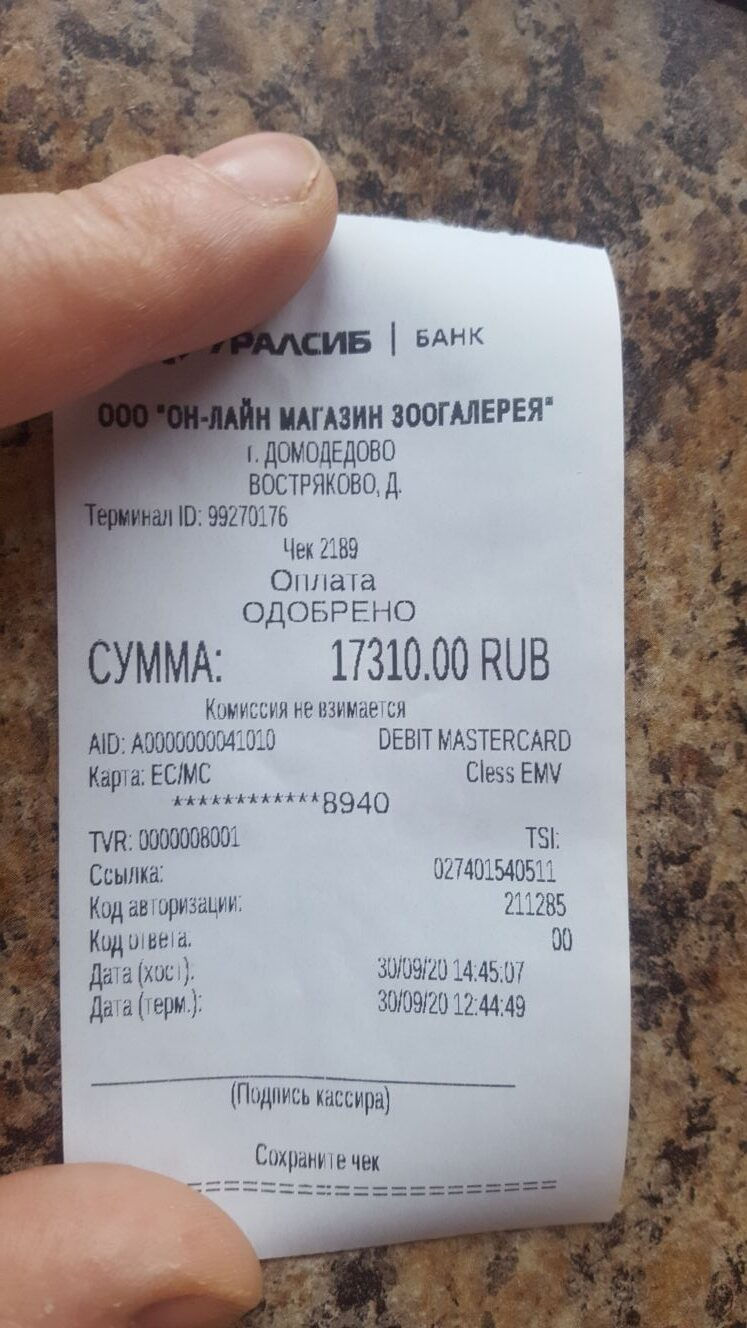 УРАЛСИБ | БАНК
ООО "ОН-ЛАЙН МАГАЗИН ЗООГАЛЕРЕЯ"
г. ДОМОДЕДОВО
ВОСТРЯКОВО, Д.
Терминал ID: 99270176
Чек 2189
Оплата
ОДОБРЕНО
СУММА: 17310.00 RUB
Комиссия не взимается
AID: A0000000041010 DEBIT MASTERCARD
Карта: EC/MC Cless EMV
************8940
TVR: 0000008001 TSI:
Ссылка: 027401540511
Код авторизации: 211285
Код ответа: 00
Дата (хост): 30/09/20 14:45:07
Дата (терм.): 30/09/20 12:44:49
(Подпись кассира)
Сохраните чек